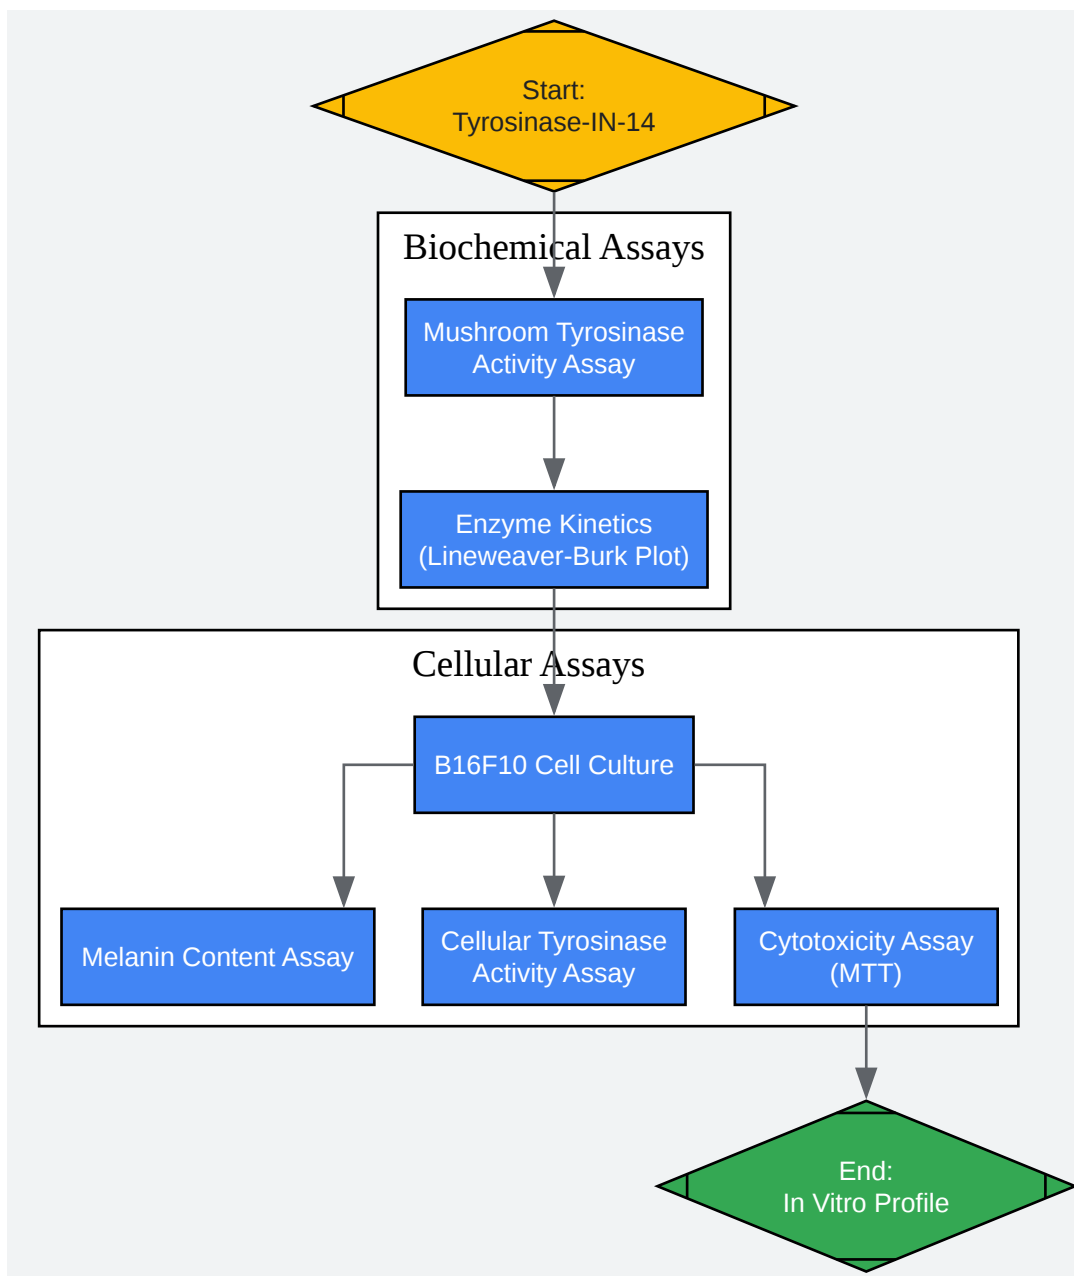 Start:
Tyrosinase-IN-14
Biochemical Assays
Mushroom Tyrosinase
Activity Assay
Enzyme Kinetics
(Lineweaver-Burk Plot)
Cellular Assays
B16F10 Cell Culture
Melanin Content Assay
Cellular Tyrosinase
Activity Assay
Cytotoxicity Assay
(MTT)
End:
In Vitro Profile